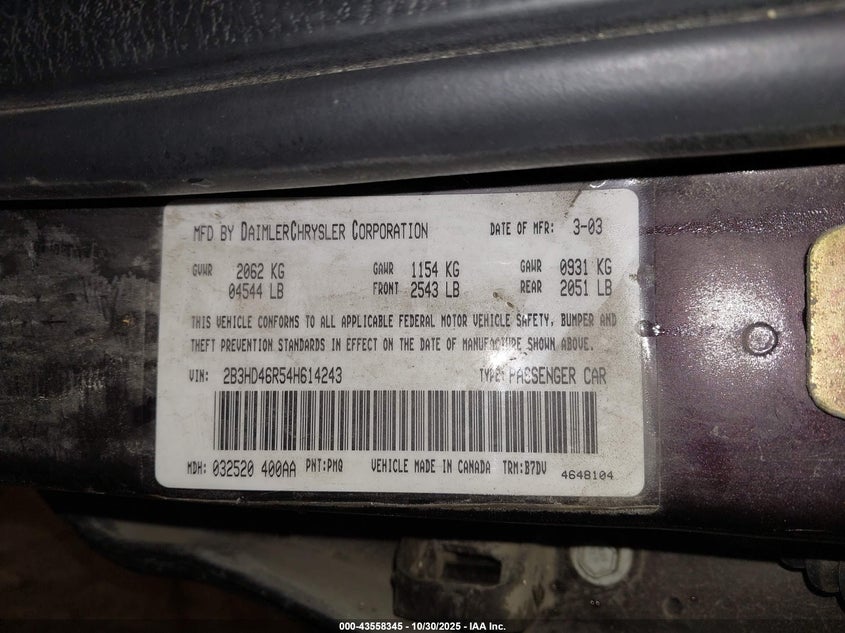 MFD BY DAIMLERCHRYSLER CORPORATION DATE OF MFR: 3-03
GVWR 2062 KG GAWR 1154 KG GAWR 0931 KG
04544 LB FRONT 2543 LB REAR 2051 LB
THIS VEHICLE CONFORMS TO ALL APPLICABLE FEDERAL MOTOR VEHICLE SAFETY, BUMPER AND
THEFT PREVENTION STANDARDS IN EFFECT ON THE DATE OF MANUFACTURE SHOWN ABOVE.
VIN: 2B3HD46R54H614243 TYPE: PASSENGER CAR
MDH: 032520 400AA PNT:PMQ VEHICLE MADE IN CANADA TRM:B7DV 4648104
000-43558345 | 10/30/2025 - IAA Inc.